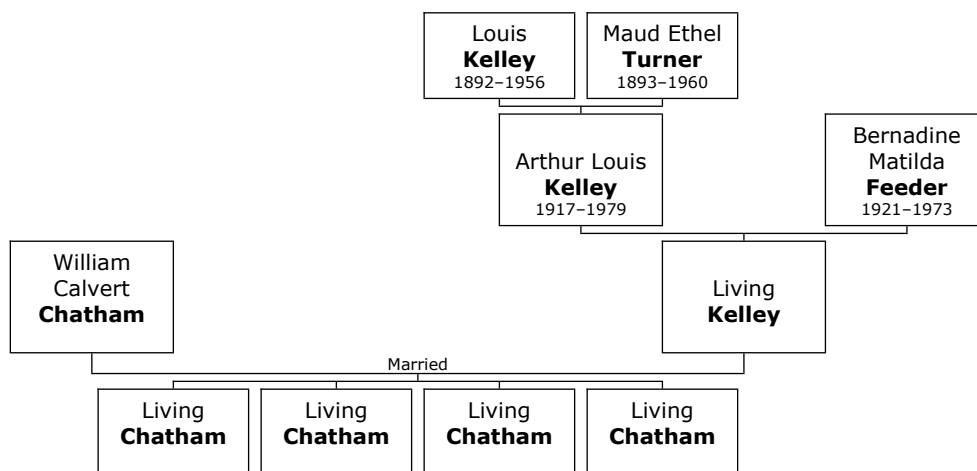 Louis
Kelley
1892–1956
Maud Ethel
Turner
1893–1960
Arthur Louis
Kelley
1917–1979
Bernadine
Matilda
Feeder
1921–1973
William
Calvert
Chatham
Living
Kelley
Married
Living
Chatham
Living
Chatham
Living
Chatham
Living
Chatham